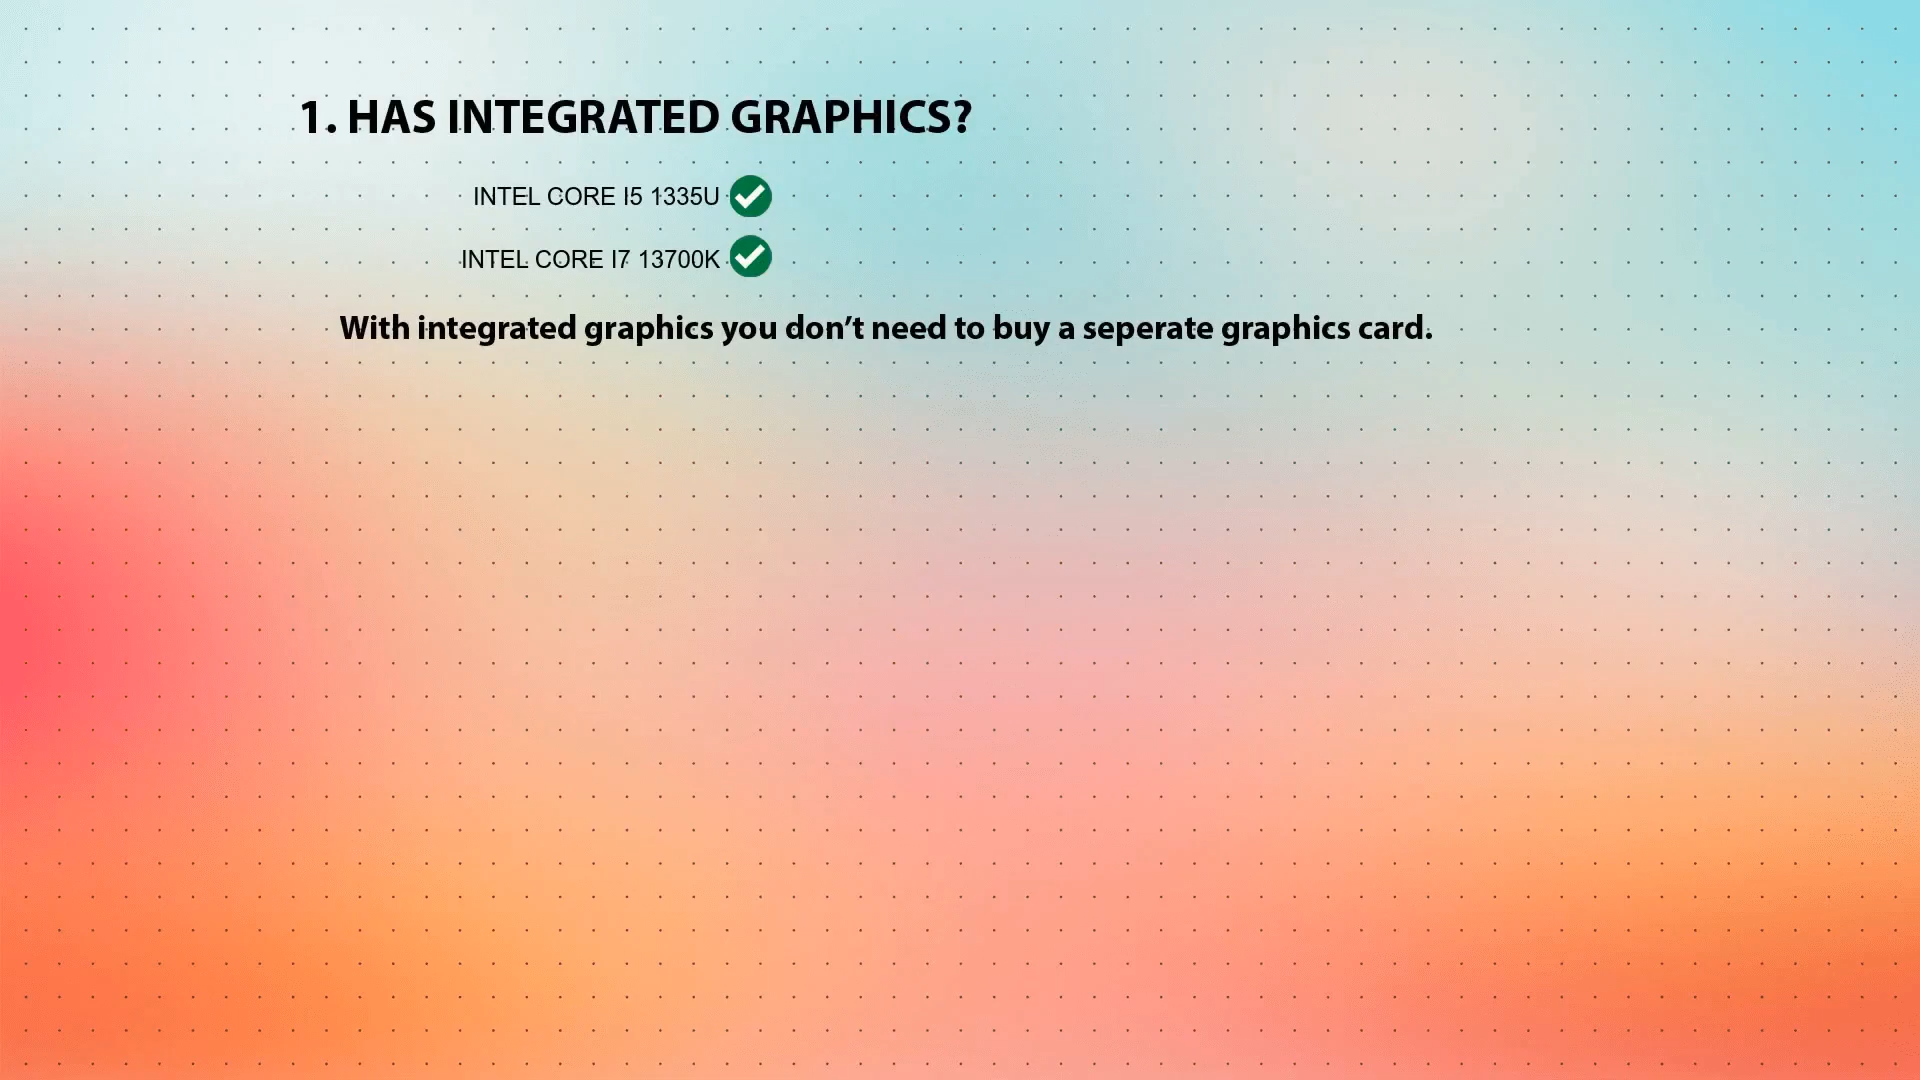 1. HAS INTEGRATED GRAPHICS?
INTEL CORE I5 1335U
INTEL CORE I7 13700K
With integrated graphics you don’t need to buy a seperate graphics card.